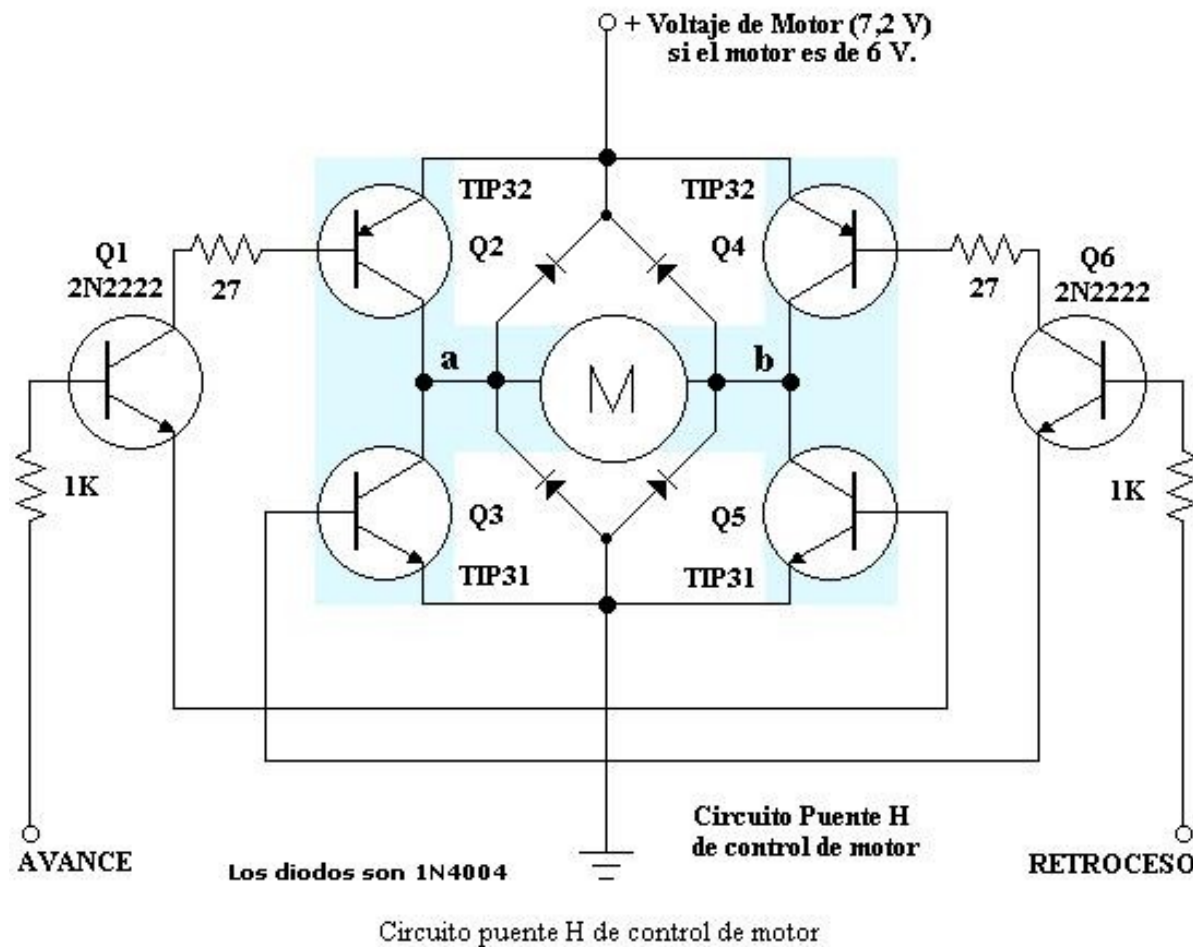 + Voltaje de Motor (7,2 V)
si el motor es de 6 V.
TIP32
TIP32
Q1
2N2222
27
Q2
Q4
27
Q6
2N2222
a
M
b
1K
Q3
Q5
1K
TIP31
TIP31
Circuito Puente H
de control de motor
AVANCE
Los diodos son 1N4004
RETROCESO
Circuito puente H de control de motor